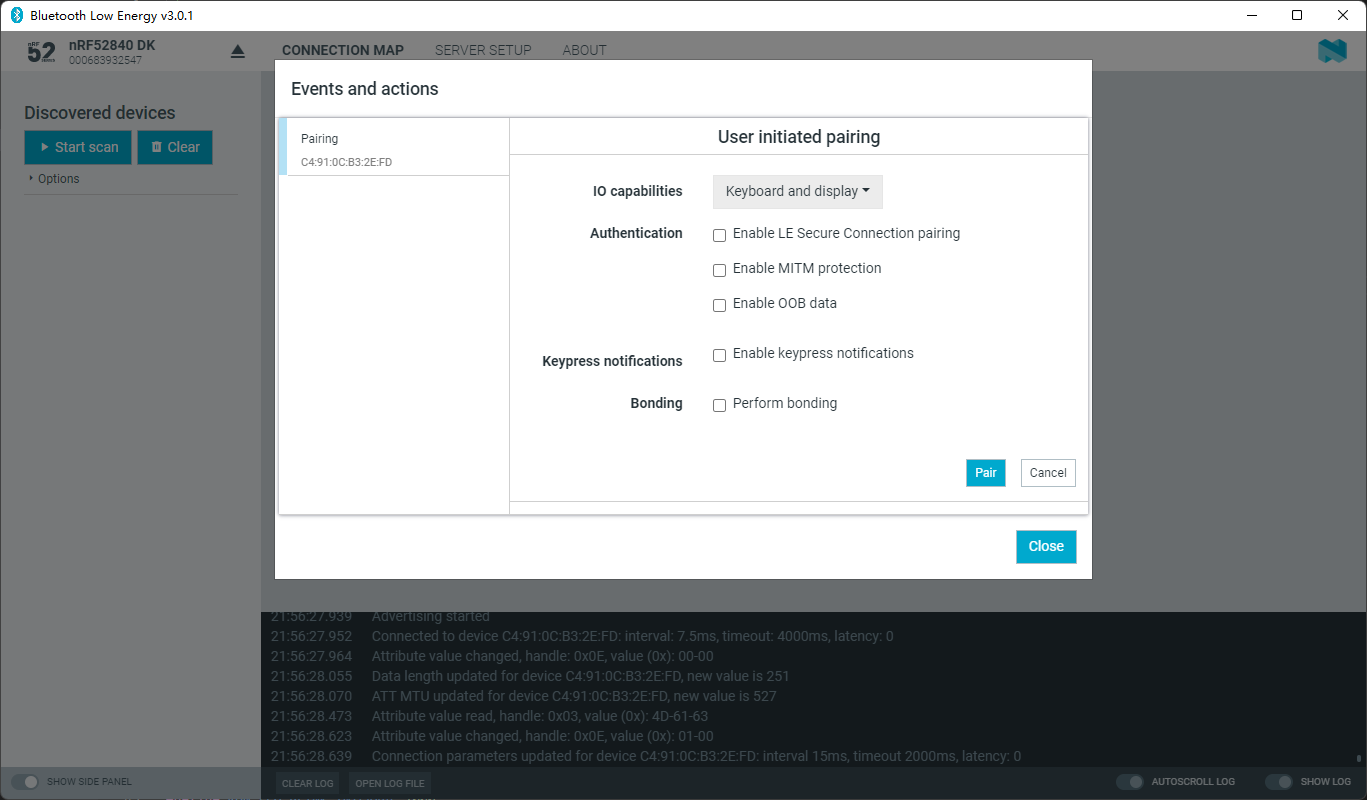 Bluetooth Low Energy v3.0.1
nRF
52
nRF52840 DK
000683932547
CONNECTION MAP
SERVER SETUP
ABOUT
Discovered devices
Start scan
Clear
Options
Events and actions
Pairing
C4:91:0C:B3:2E:FD
User initiated pairing
IO capabilities
Keyboard and display
Authentication
Enable LE Secure Connection pairing
Enable MITM protection
Enable OOB data
Keypress notifications
Enable keypress notifications
Bonding
Perform bonding
Pair
Cancel
Close
21:56:27.939 Advertising started
21:56:27.952 Connected to device C4:91:0C:B3:2E:FD: interval: 7.5ms, timeout: 4000ms, latency: 0
21:56:27.964 Attribute value changed, handle: 0x0E, value (0x): 00-00
21:56:28.055 Data length updated for device C4:91:0C:B3:2E:FD, new value is 251
21:56:28.070 ATT MTU updated for device C4:91:0C:B3:2E:FD, new value is 527
21:56:28.473 Attribute value read, handle: 0x03, value (0x): 4D-61-63
21:56:28.623 Attribute value changed, handle: 0x0E, value (0x): 01-00
21:56:28.639 Connection parameters updated for device C4:91:0C:B3:2E:FD: interval 15ms, timeout 2000ms, latency: 0
SHOW SIDE PANEL
CLEAR LOG
OPEN LOG FILE
AUTOSCROLL LOG
SHOW LOG